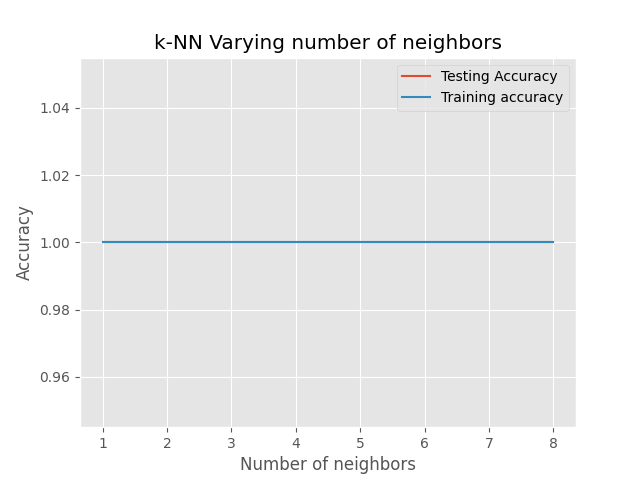 k-NN Varying number of neighbors
Testing Accuracy
Training accuracy
1.04
1.02
1.00
0.98
0.96
Accuracy
1 2 3 4 5 6 7 8
Number of neighbors